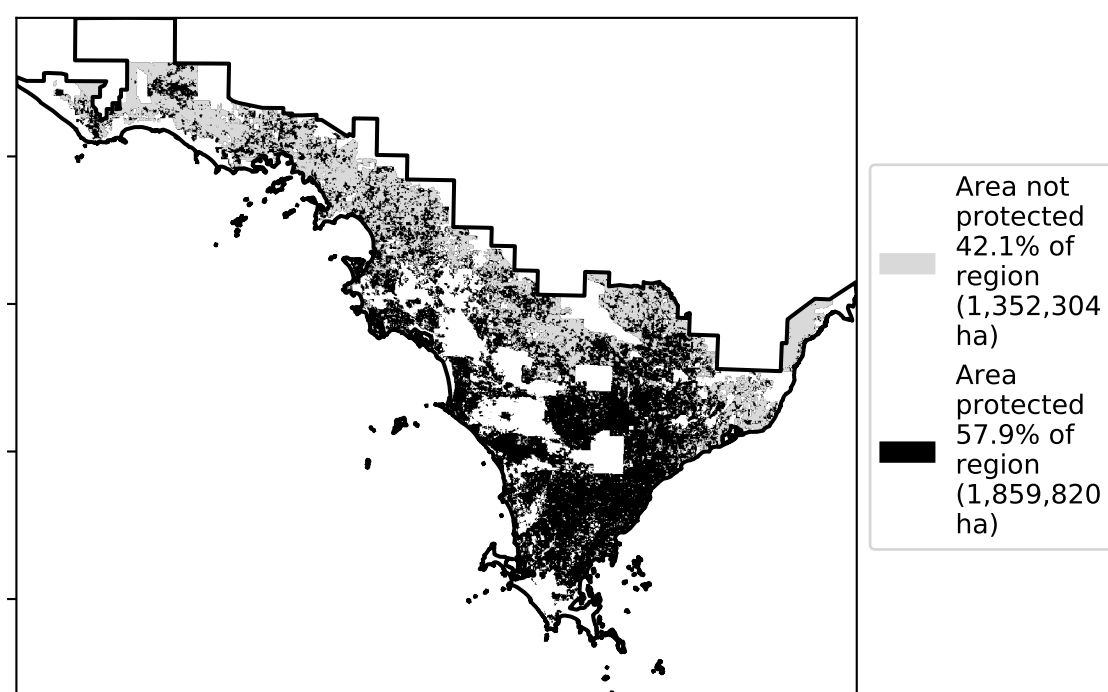 Area not
protected
42.1% of
region
(1,352,304
ha)
Area
protected
57.9% of
region
(1,859,820
ha)